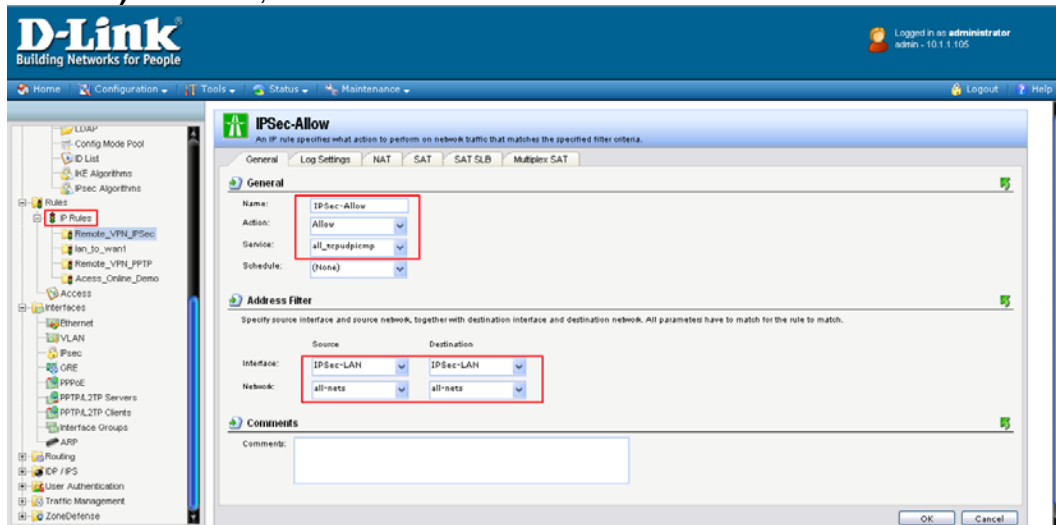 D-Link
Building Networks for People
Logged in as administrator
admin - 10.1.1.105
Home
Configuration
Tools
Status
Maintenance
Logout
Help
LDAP
Config Mode Pool
ID List
IKE Algorithms
IPsec Algorithms
Rules
IP Rules
Remote_VPN_IPSec
lan_to_wan1
Remote_VPN_PPTP
Acess_Online_Demo
Access
Interfaces
Ethernet
VLAN
IPsec
GRE
PPPoE
PPTP/L2TP Servers
PPTP/L2TP Clients
Interface Groups
ARP
Routing
IDP / IPS
User Authentication
Traffic Management
ZoneDefense
IPSec-Allow
An IP rule specifies what action to perform on network traffic that matches the specified filter criteria.
General Log Settings NAT SAT SAT SLB Multiplex SAT
General
Name: IPSec-Allow
Action: Allow
Service: all_tcpudpicmp
Schedule: (None)
Address Filter
Specify source interface and source network, together with destination interface and destination network. All parameters have to match for the rule to match.
Source Destination
Interface: IPSec-LAN IPSec-LAN
Network: all-nets all-nets
Comments
Comments:
OK Cancel